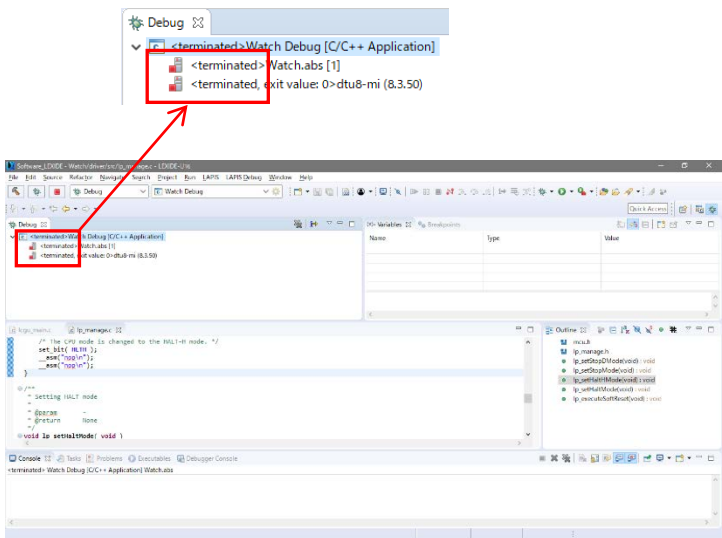 Debug
<terminated>Watch Debug [C/C++ Application]
<terminated>Watch.abs [1]
<terminated, exit value: 0>dtu8-mi (8.3.50)
Software_LEXIDE - Watch/driver/src/lp_manage.c - LEXIDE-U16
File Edit Source Refactor Navigate Search Project Run LAPIS LAPIS Debug Window Help
Debug
Watch Debug
Quick Access
Debug
<terminated>Watch Debug [C/C++ Application]
<terminated>Watch.abs [1]
<terminated, exit value: 0>dtu8-mi (8.3.50)
Variables Breakpoints
Name Type Value
lp_manage.c
/* The CPU mode is changed to the HALT-H mode. */
set_bit( HLTH );
__asm("nop\n");
__asm("nop\n");
}
/**
* Setting HALT mode
*
* @param -
* @return None
*/
void lp_setHaltMode( void )
Outline
mcu.h
lp_manage.h
lp_setStopDMode(void) : void
lp_setStopMode(void) : void
lp_setHaltHMode(void) : void
lp_setHaltMode(void) : void
lp_executeSoftReset(void) : void
Console Tasks Problems Executables Debugger Console
<terminated> Watch Debug [C/C++ Application] Watch.abs